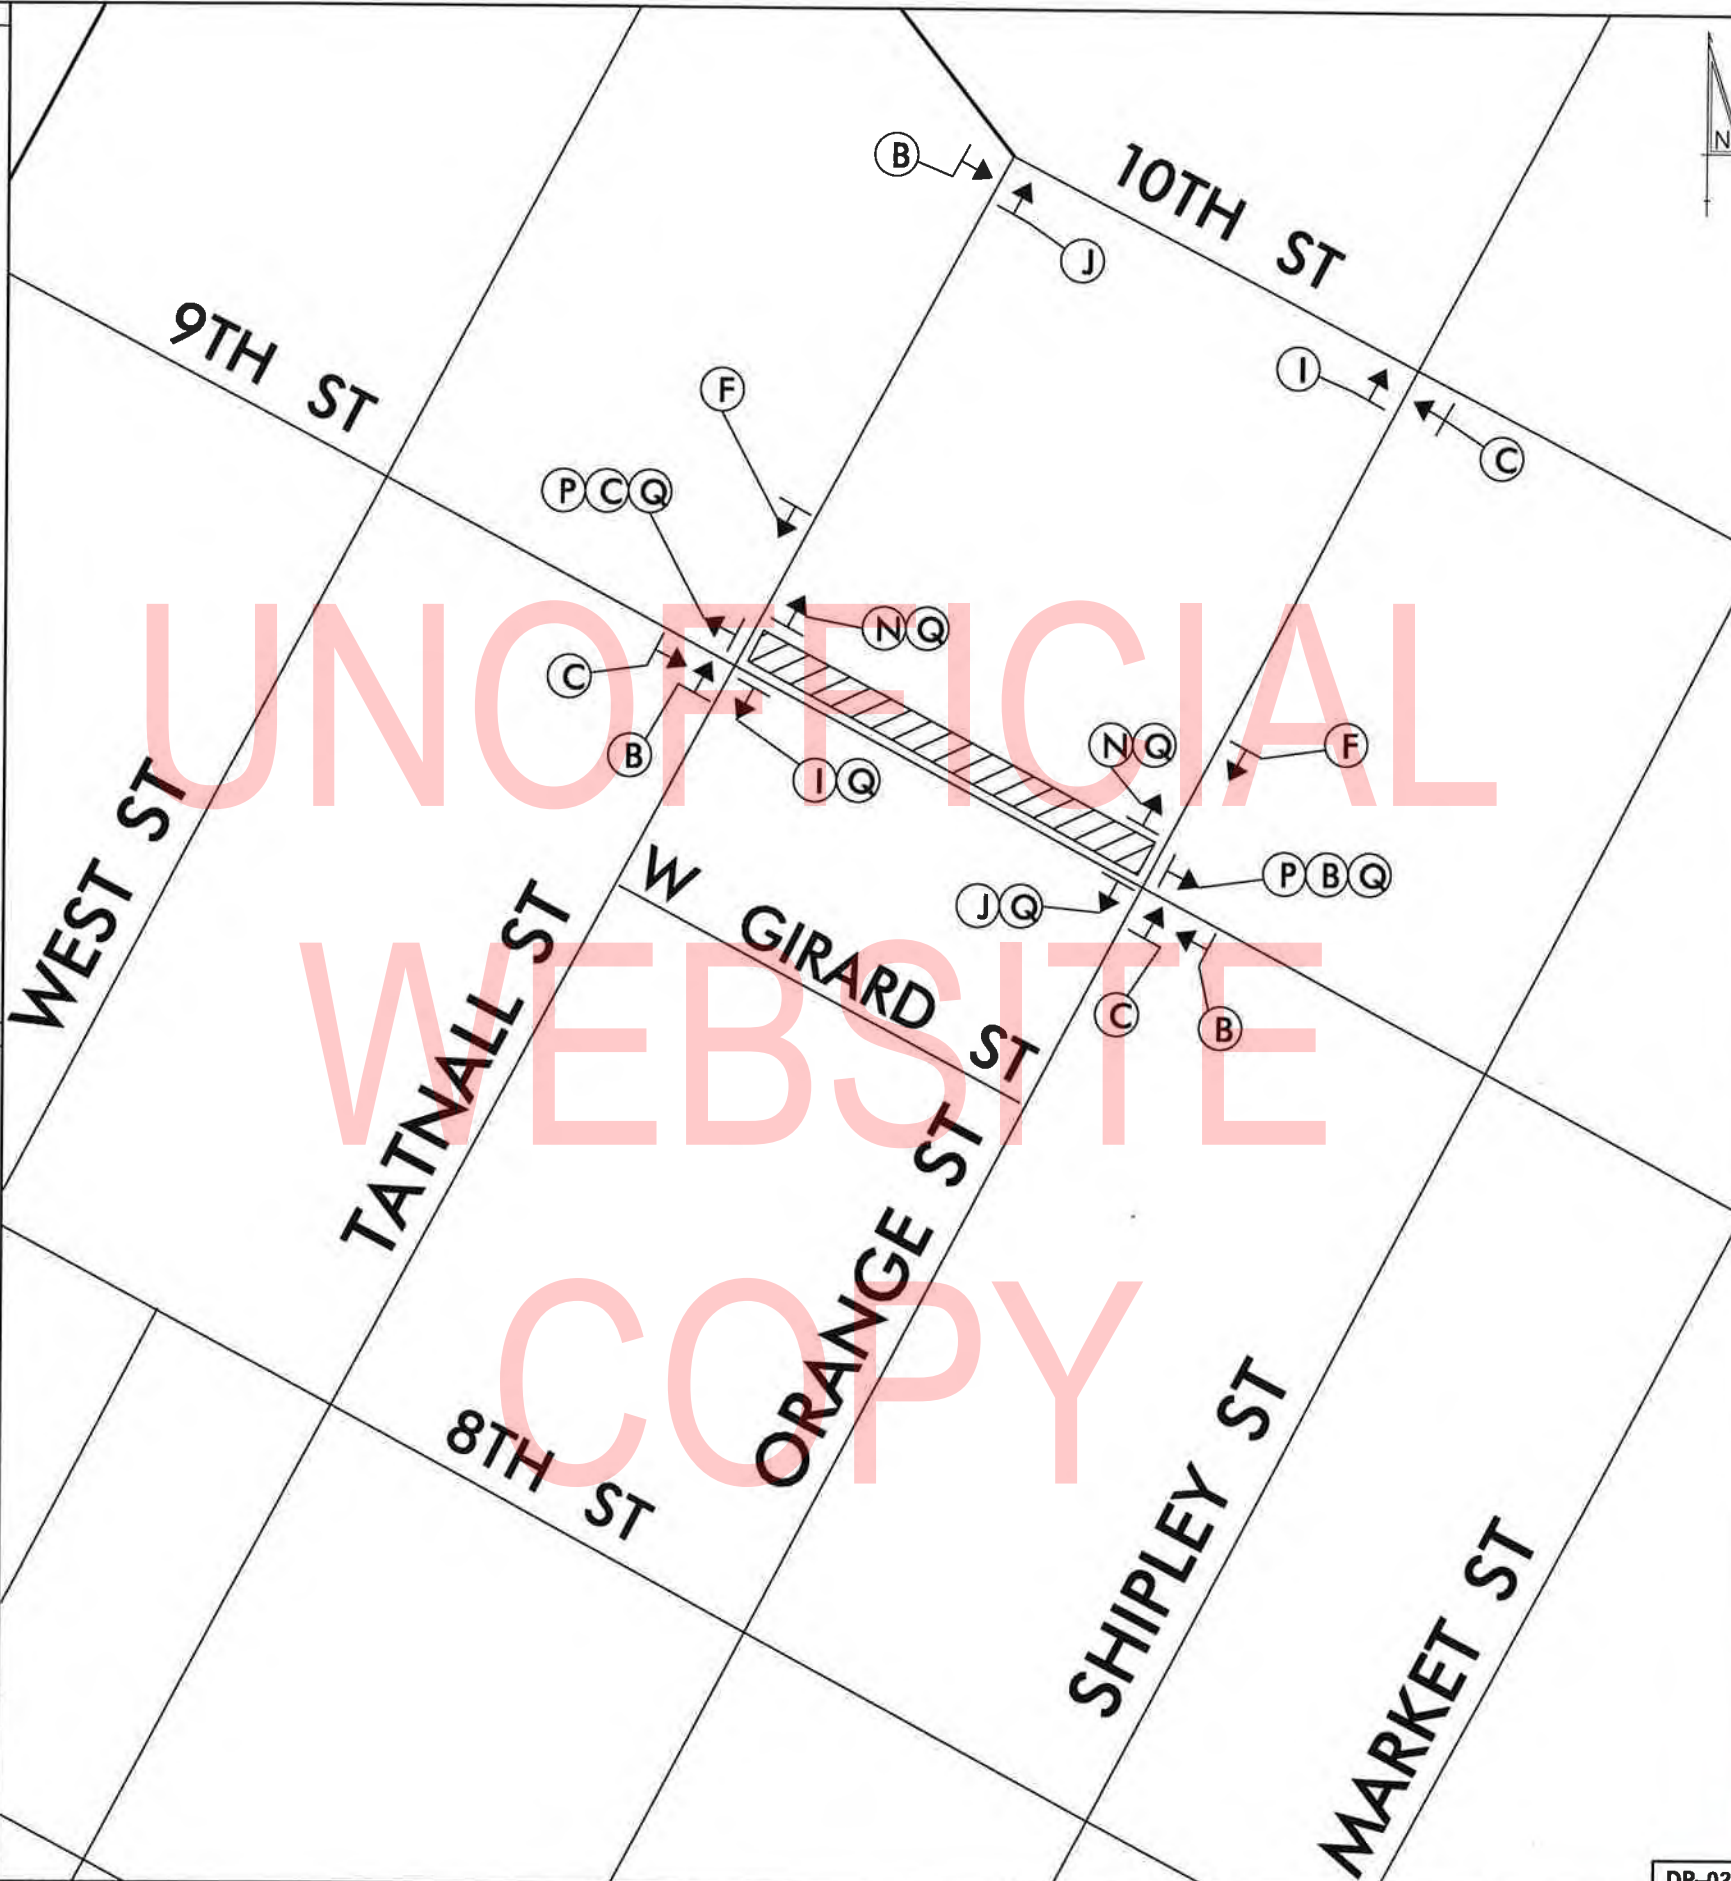 B
10TH ST
N
J
9TH ST
I
F
C
P C Q
N Q
C
N Q
F
B
I Q
P B Q
W GIRARD ST
J Q
C
B
WEST ST
TATNALL ST
ORANGE ST
8TH ST
SHIPLEY ST
MARKET ST
UNOFFICIAL
WEBSITE
COPY